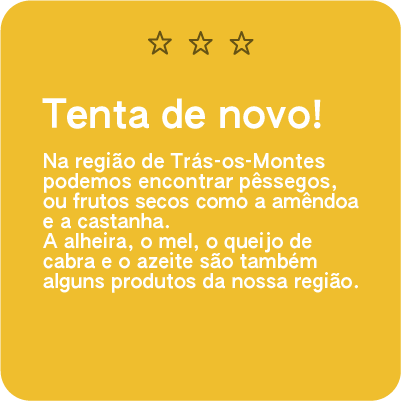 Tenta de novo!
Na região de Trás-os-Montes
podemos encontrar pêssegos,
ou frutos secos como a amêndoa
e a castanha.
A alheira, o mel, o queijo de
cabra e o azeite são também
alguns produtos da nossa região.